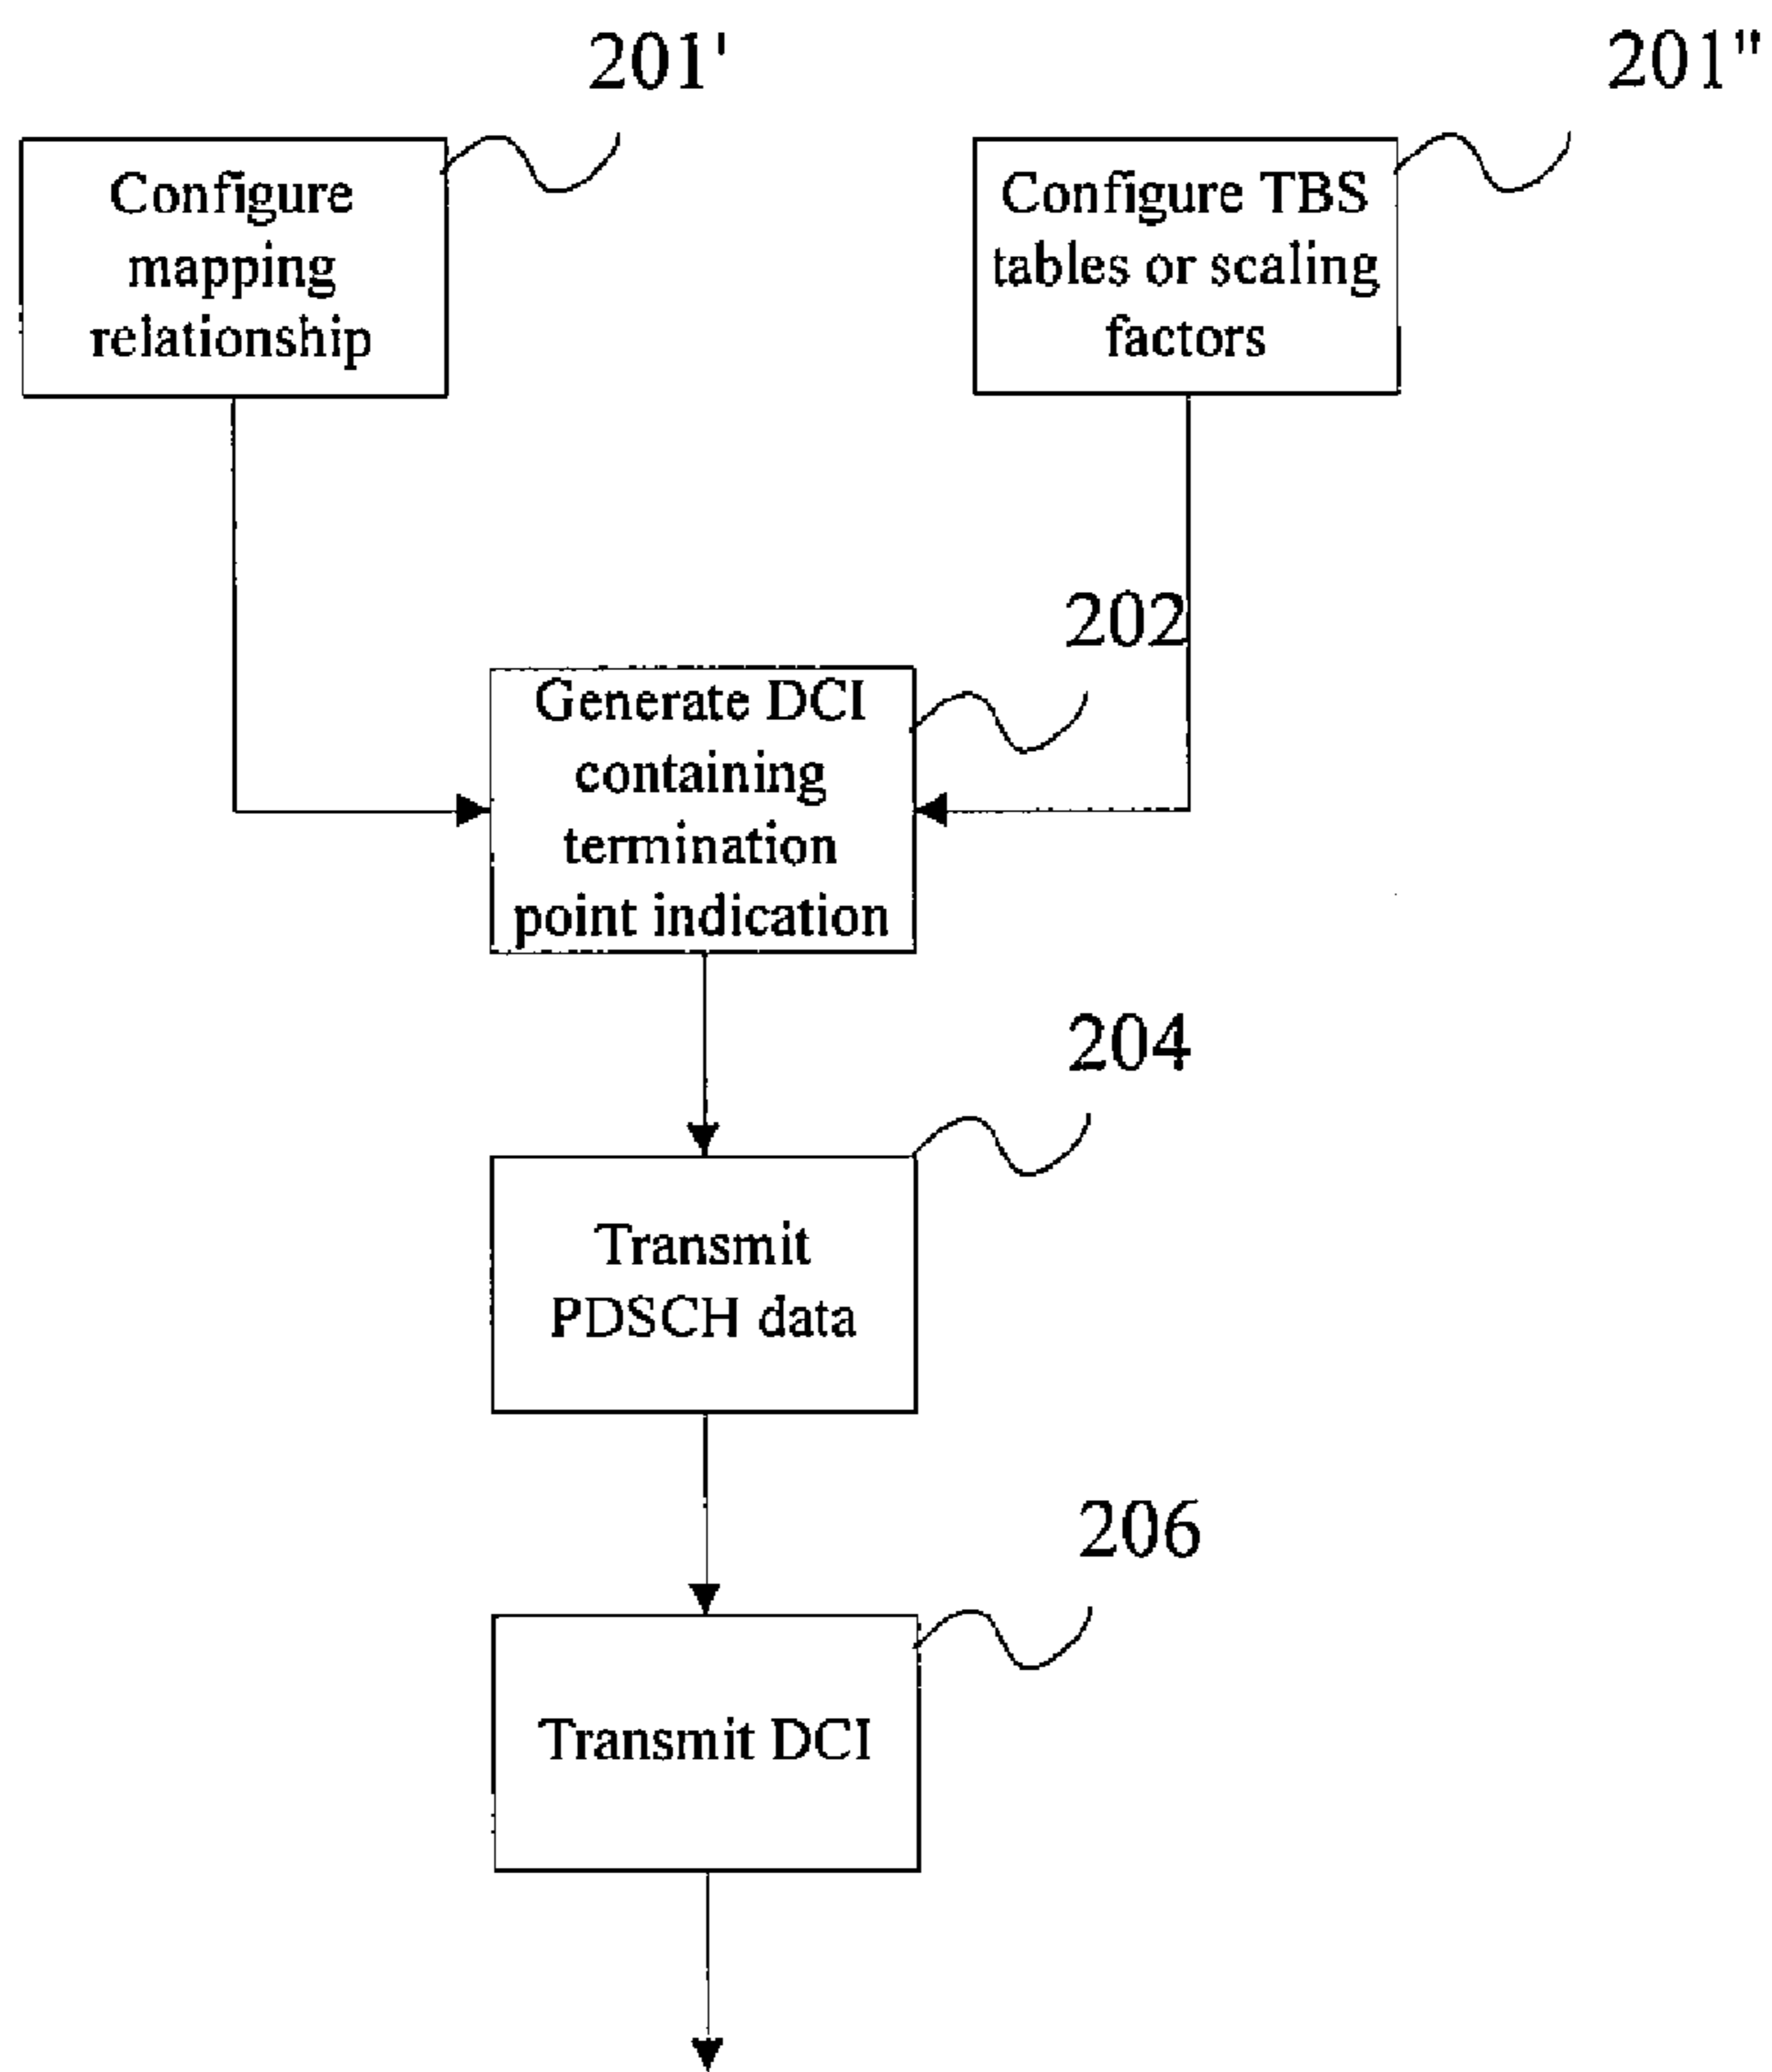 201'
201"
Configure
mapping
relationship
Configure TBS
tables or scaling
factors
202
Generate DCI
containing
termination
point indication
204
Transmit
PDSCH data
206
Transmit DCI